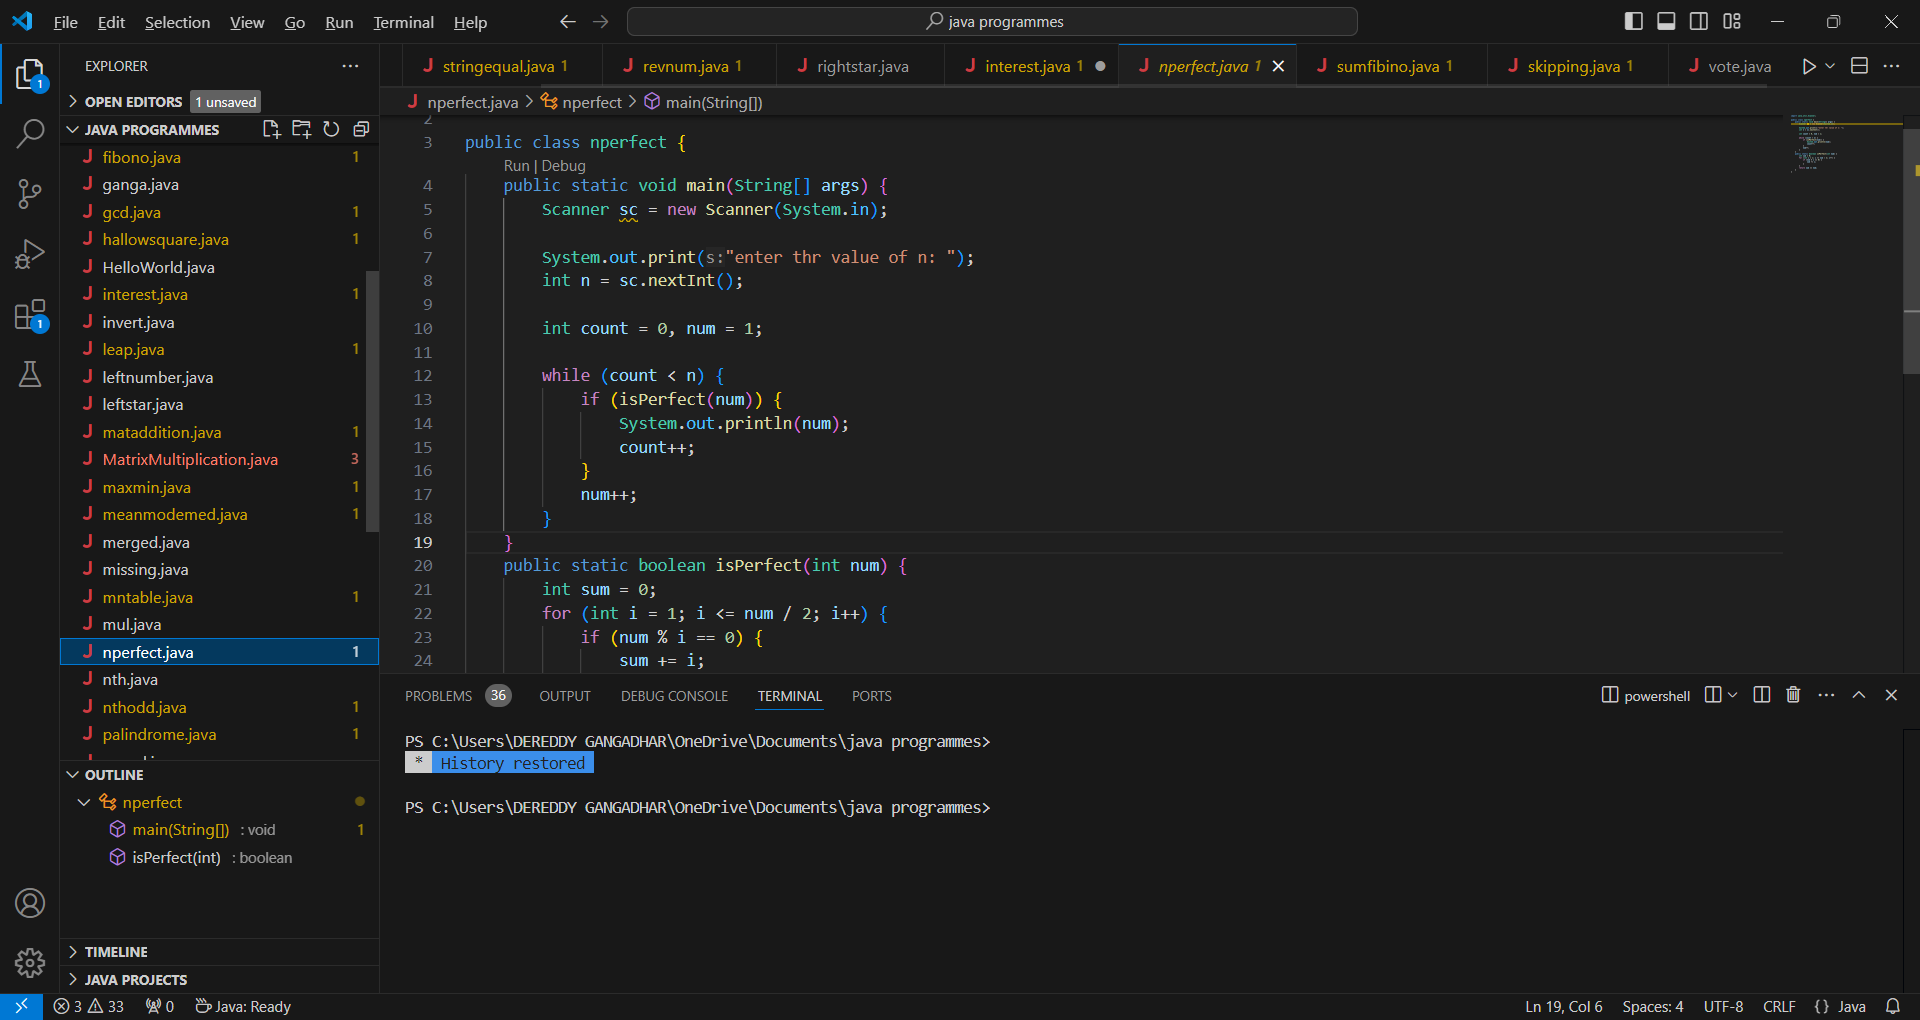 File Edit Selection View Go Run Terminal Help
java programmes
EXPLORER
OPEN EDITORS 1 unsaved
JAVA PROGRAMMES
fibono.java 1
ganga.java
gcd.java 1
hallowsquare.java 1
HelloWorld.java
interest.java 1
invert.java
leap.java 1
leftnumber.java
leftstar.java
mataddition.java 1
MatrixMultiplication.java 3
maxmin.java 1
meanmodemed.java 1
merged.java
missing.java
mntable.java 1
mul.java
nperfect.java 1
nth.java
nthodd.java 1
palindrome.java 1
OUTLINE
nperfect
main(String[]) : void 1
isPerfect(int) : boolean
TIMELINE
JAVA PROJECTS
1
1
stringequal.java 1 revnum.java 1 rightstar.java interest.java 1 nperfect.java 1 sumfibino.java 1 skipping.java 1 vote.java
nperfect.java > nperfect > main(String[])
2
3 public class nperfect {
Run | Debug
4 public static void main(String[] args) {
5 Scanner sc = new Scanner(System.in);
6
7 System.out.print(s:"enter thr value of n: ");
8 int n = sc.nextInt();
9
10 int count = 0, num = 1;
11
12 while (count < n) {
13 if (isPerfect(num)) {
14 System.out.println(num);
15 count++;
16 }
17 num++;
18 }
19 }
20 public static boolean isPerfect(int num) {
21 int sum = 0;
22 for (int i = 1; i <= num / 2; i++) {
23 if (num % i == 0) {
24 sum += i;
PROBLEMS 36 OUTPUT DEBUG CONSOLE TERMINAL PORTS
powershell
PS C:\Users\DEREDDY GANGADHAR\OneDrive\Documents\java programmes>
* History restored
PS C:\Users\DEREDDY GANGADHAR\OneDrive\Documents\java programmes>
3 33 0 Java: Ready
Ln 19, Col 6 Spaces: 4 UTF-8 CRLF {} Java